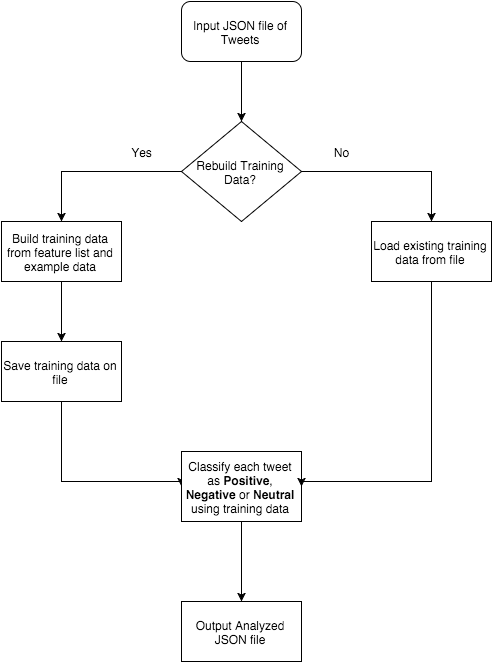 Input JSON file of
Tweets
Yes
No
Rebuild Training
Data?
Build training data
from feature list and
example data
Load existing training
data from file
Save training data on
file
Classify each tweet
as Positive,
Negative or Neutral
using training data
Output Analyzed
JSON file